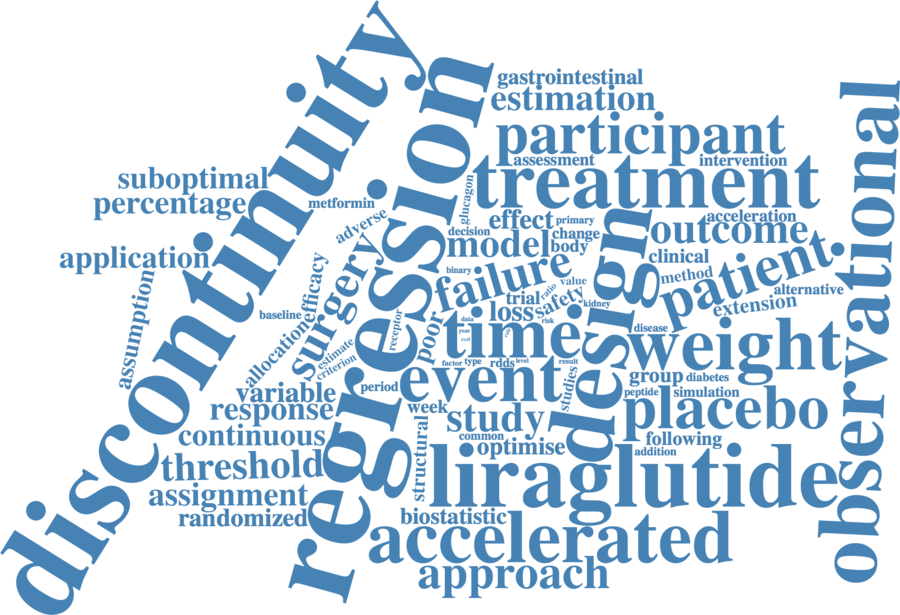 discontinuity
regression
gastrointestinal
estimation
participant
assessment
intervention
treatment
observational
suboptimal
percentage
metformin
adverse
glucagon
effect
primary
acceleration
decision
change
outcome
model
body
design
application
surgery
clinical
patient
binary
failure
method
value
ratio
alternative
assumption
efficacy
trial
safety
kidney
extension
baseline
loss
risk
receptor
poor
data
year
real
time
disease
weight
allocation
estimate
criterion
factor
type
rdds
level
result
studies
group
diabetes
variable
period
event
peptide
simulation
response
week
study
placebo
continuous
structural
common
optimise
following
addition
threshold
liraglutide
assignment
randomized
biostatistic
accelerated
approach